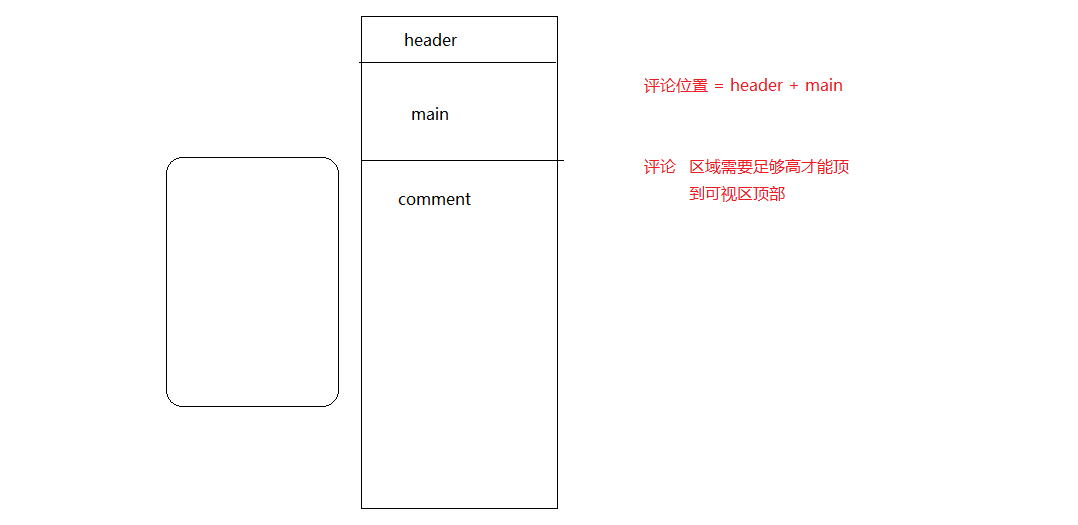 header
main
comment
评论位置 = header + main
评论 区域需要足够高才能顶
到可视区顶部